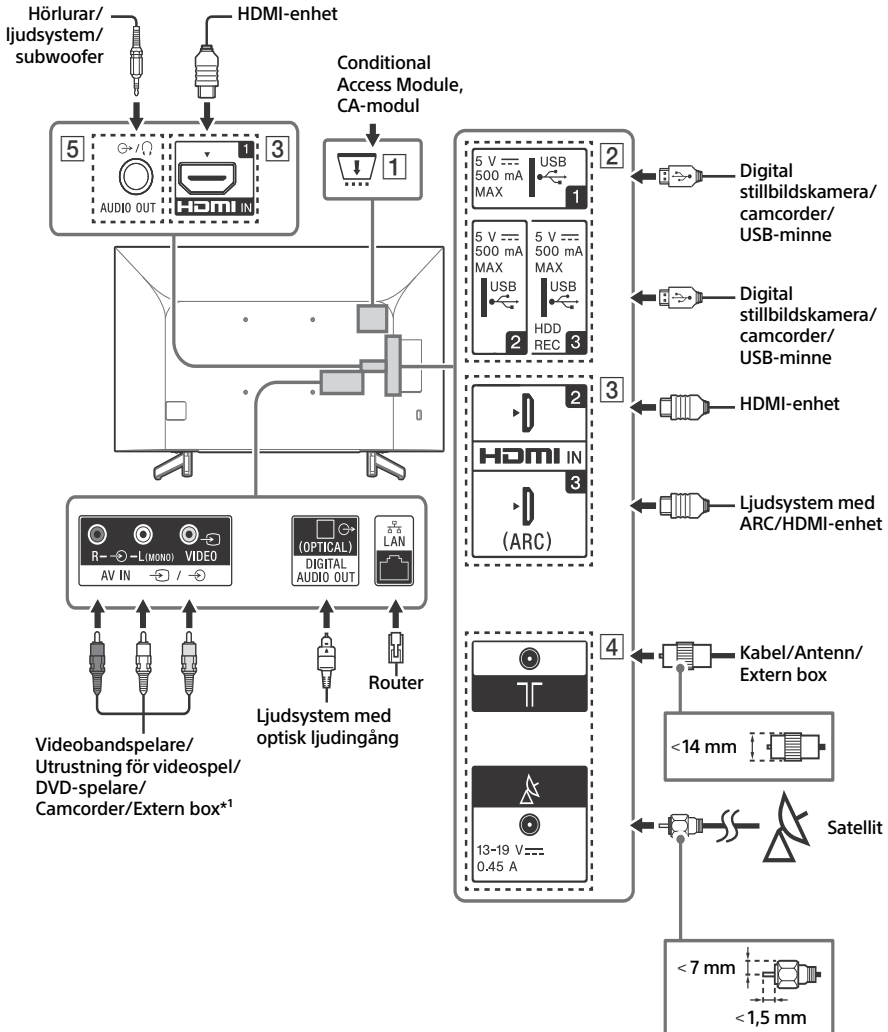 Hörlurar/
ljudsystem/
subwoofer
HDMI-enhet
Conditional
Access Module,
CA-modul
5
AUDIO OUT
1
3
HDMI IN
1
5 V
500 mA
MAX
USB
1
2
Digital
stillbildskamera/
camcorder/
USB-minne
5 V
500 mA
MAX
USB
2
5 V
500 mA
MAX
USB
HDD
REC 3
Digital
stillbildskamera/
camcorder/
USB-minne
2
3
HDMI-enhet
HDMI IN
3
(ARC)
Ljudsystem med
ARC/HDMI-enhet
R- -L(MONO) VIDEO
AV IN /
(OPTICAL)
DIGITAL
AUDIO OUT
LAN
Router
Ljudsystem med
optisk ljudingång
Videobandspelare/
Utrustning för videospel/
DVD-spelare/
Camcorder/Extern box*1
4
Kabel/Antenn/
Extern box
<14 mm
13-19 V
0.45 A
Satellit
<7 mm
<1,5 mm